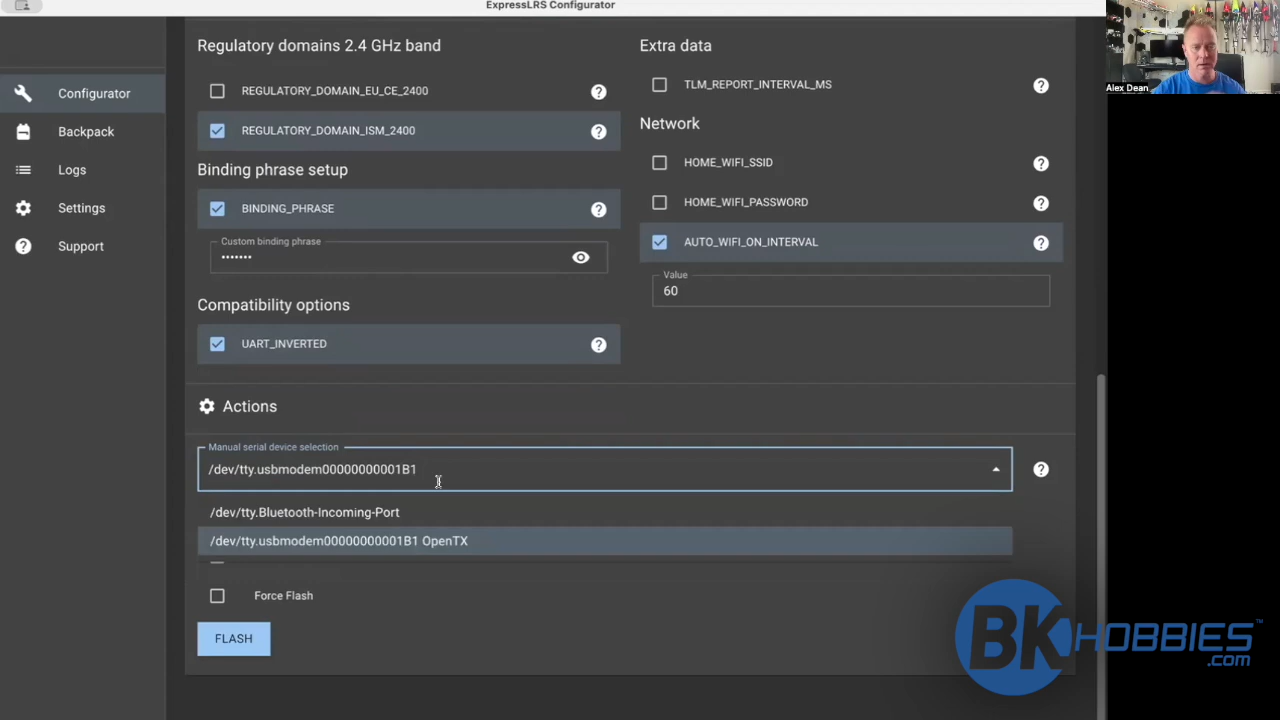 ExpressLRS Configurator
Alex Dean
Configurator
Backpack
Logs
Settings
Support
Regulatory domains 2.4 GHz band
REGULATORY_DOMAIN_EU_CE_2400
REGULATORY_DOMAIN_ISM_2400
Binding phrase setup
BINDING_PHRASE
Custom binding phrase
•••••••
Compatibility options
UART_INVERTED
Extra data
TLM_REPORT_INTERVAL_MS
Network
HOME_WIFI_SSID
HOME_WIFI_PASSWORD
AUTO_WIFI_ON_INTERVAL
Value
60
Actions
Manual serial device selection
/dev/tty.usbmodem00000000001B1
/dev/tty.Bluetooth-Incoming-Port
/dev/tty.usbmodem00000000001B1 OpenTX
Force Flash
FLASH
BKHOBBIES™
.com